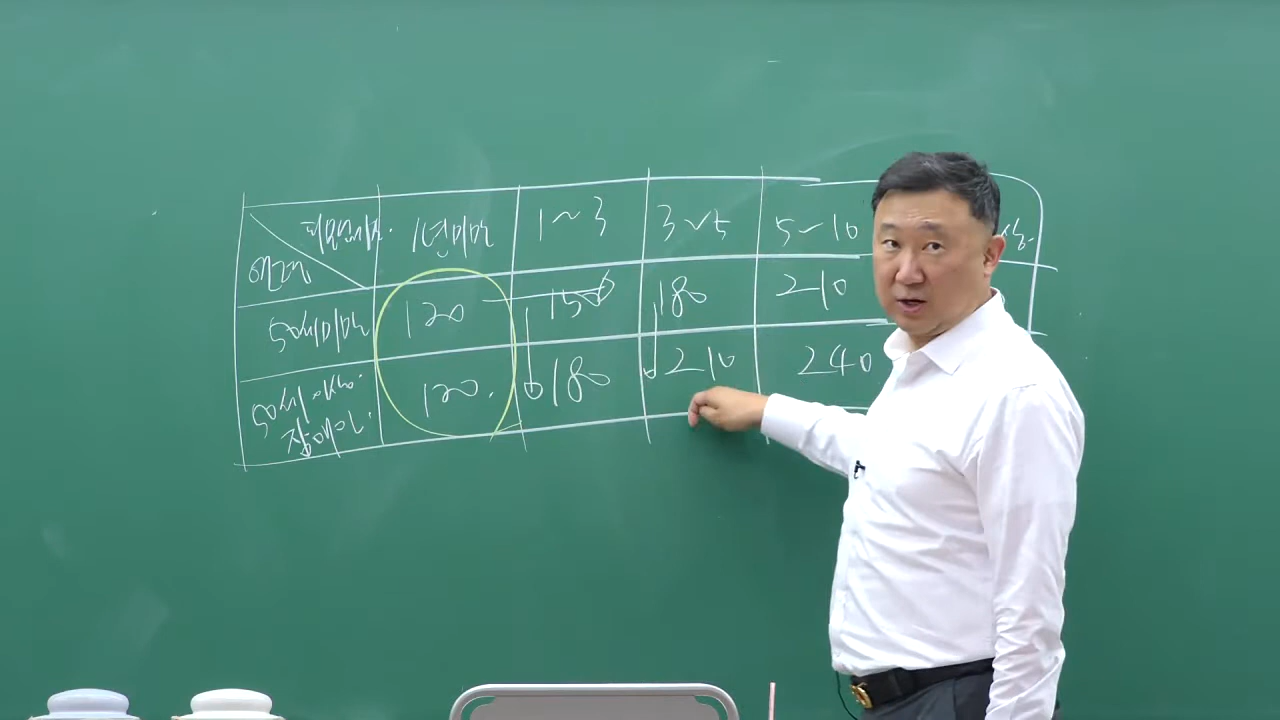 피보험기간 1년미만 1~3 3~5 5~10 상.
연령
50세미만 120 150 180 210
50세이상. 120. 180 210 240
장애인.